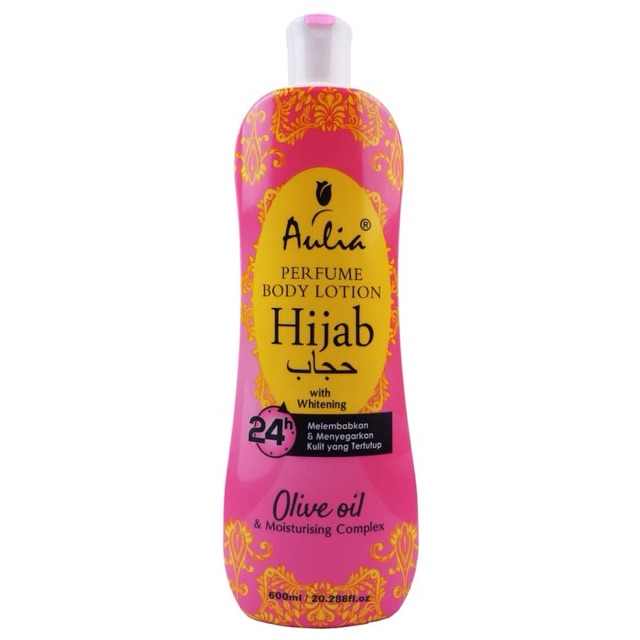 Aulia®
PERFUME
BODY LOTION
Hijab
حجاب
with
Whitening
24h
Melembabkan
& Menyegarkan
Kulit yang Tertutup
Olive oil
& Moisturising Complex
600ml / 20.288fl.oz